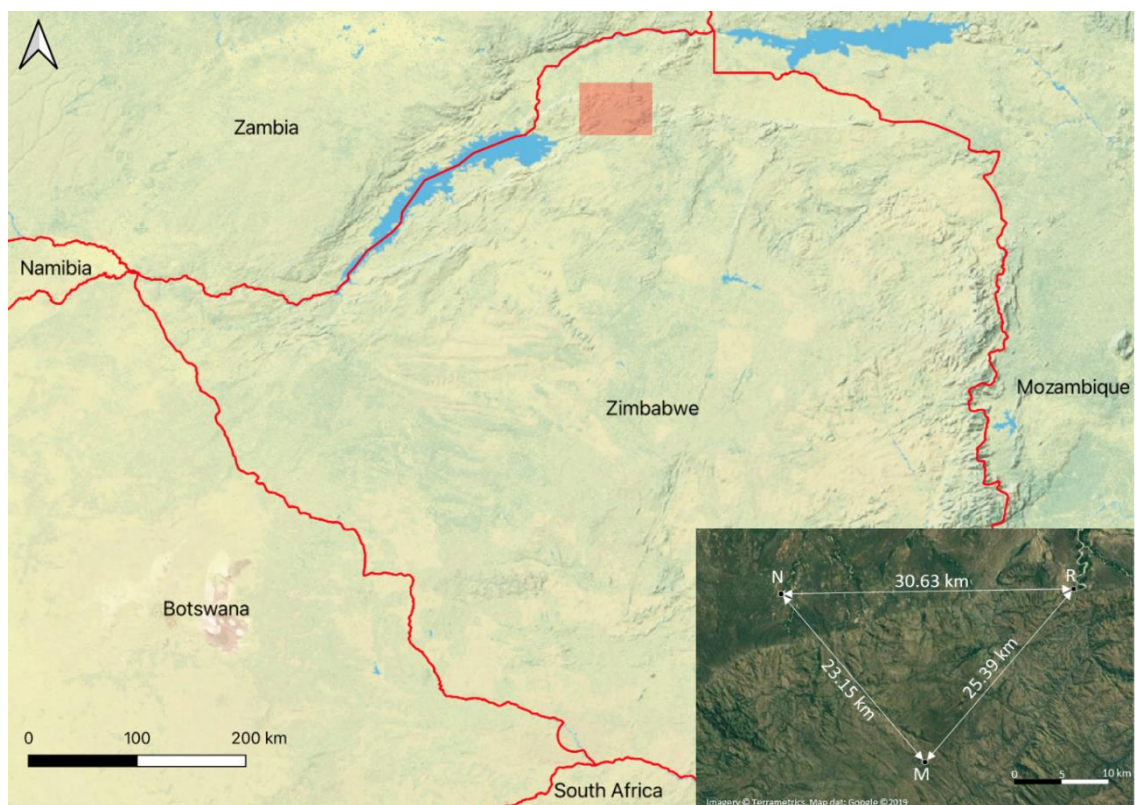 Zambia
Namibia
Zimbabwe
Mozambique
Botswana
South Africa
0 100 200 km
N
R
30.63 km
23.15 km
25.39 km
M
0 5 10 km
Imagery © Terrametrics, Map dat: Google ©2019